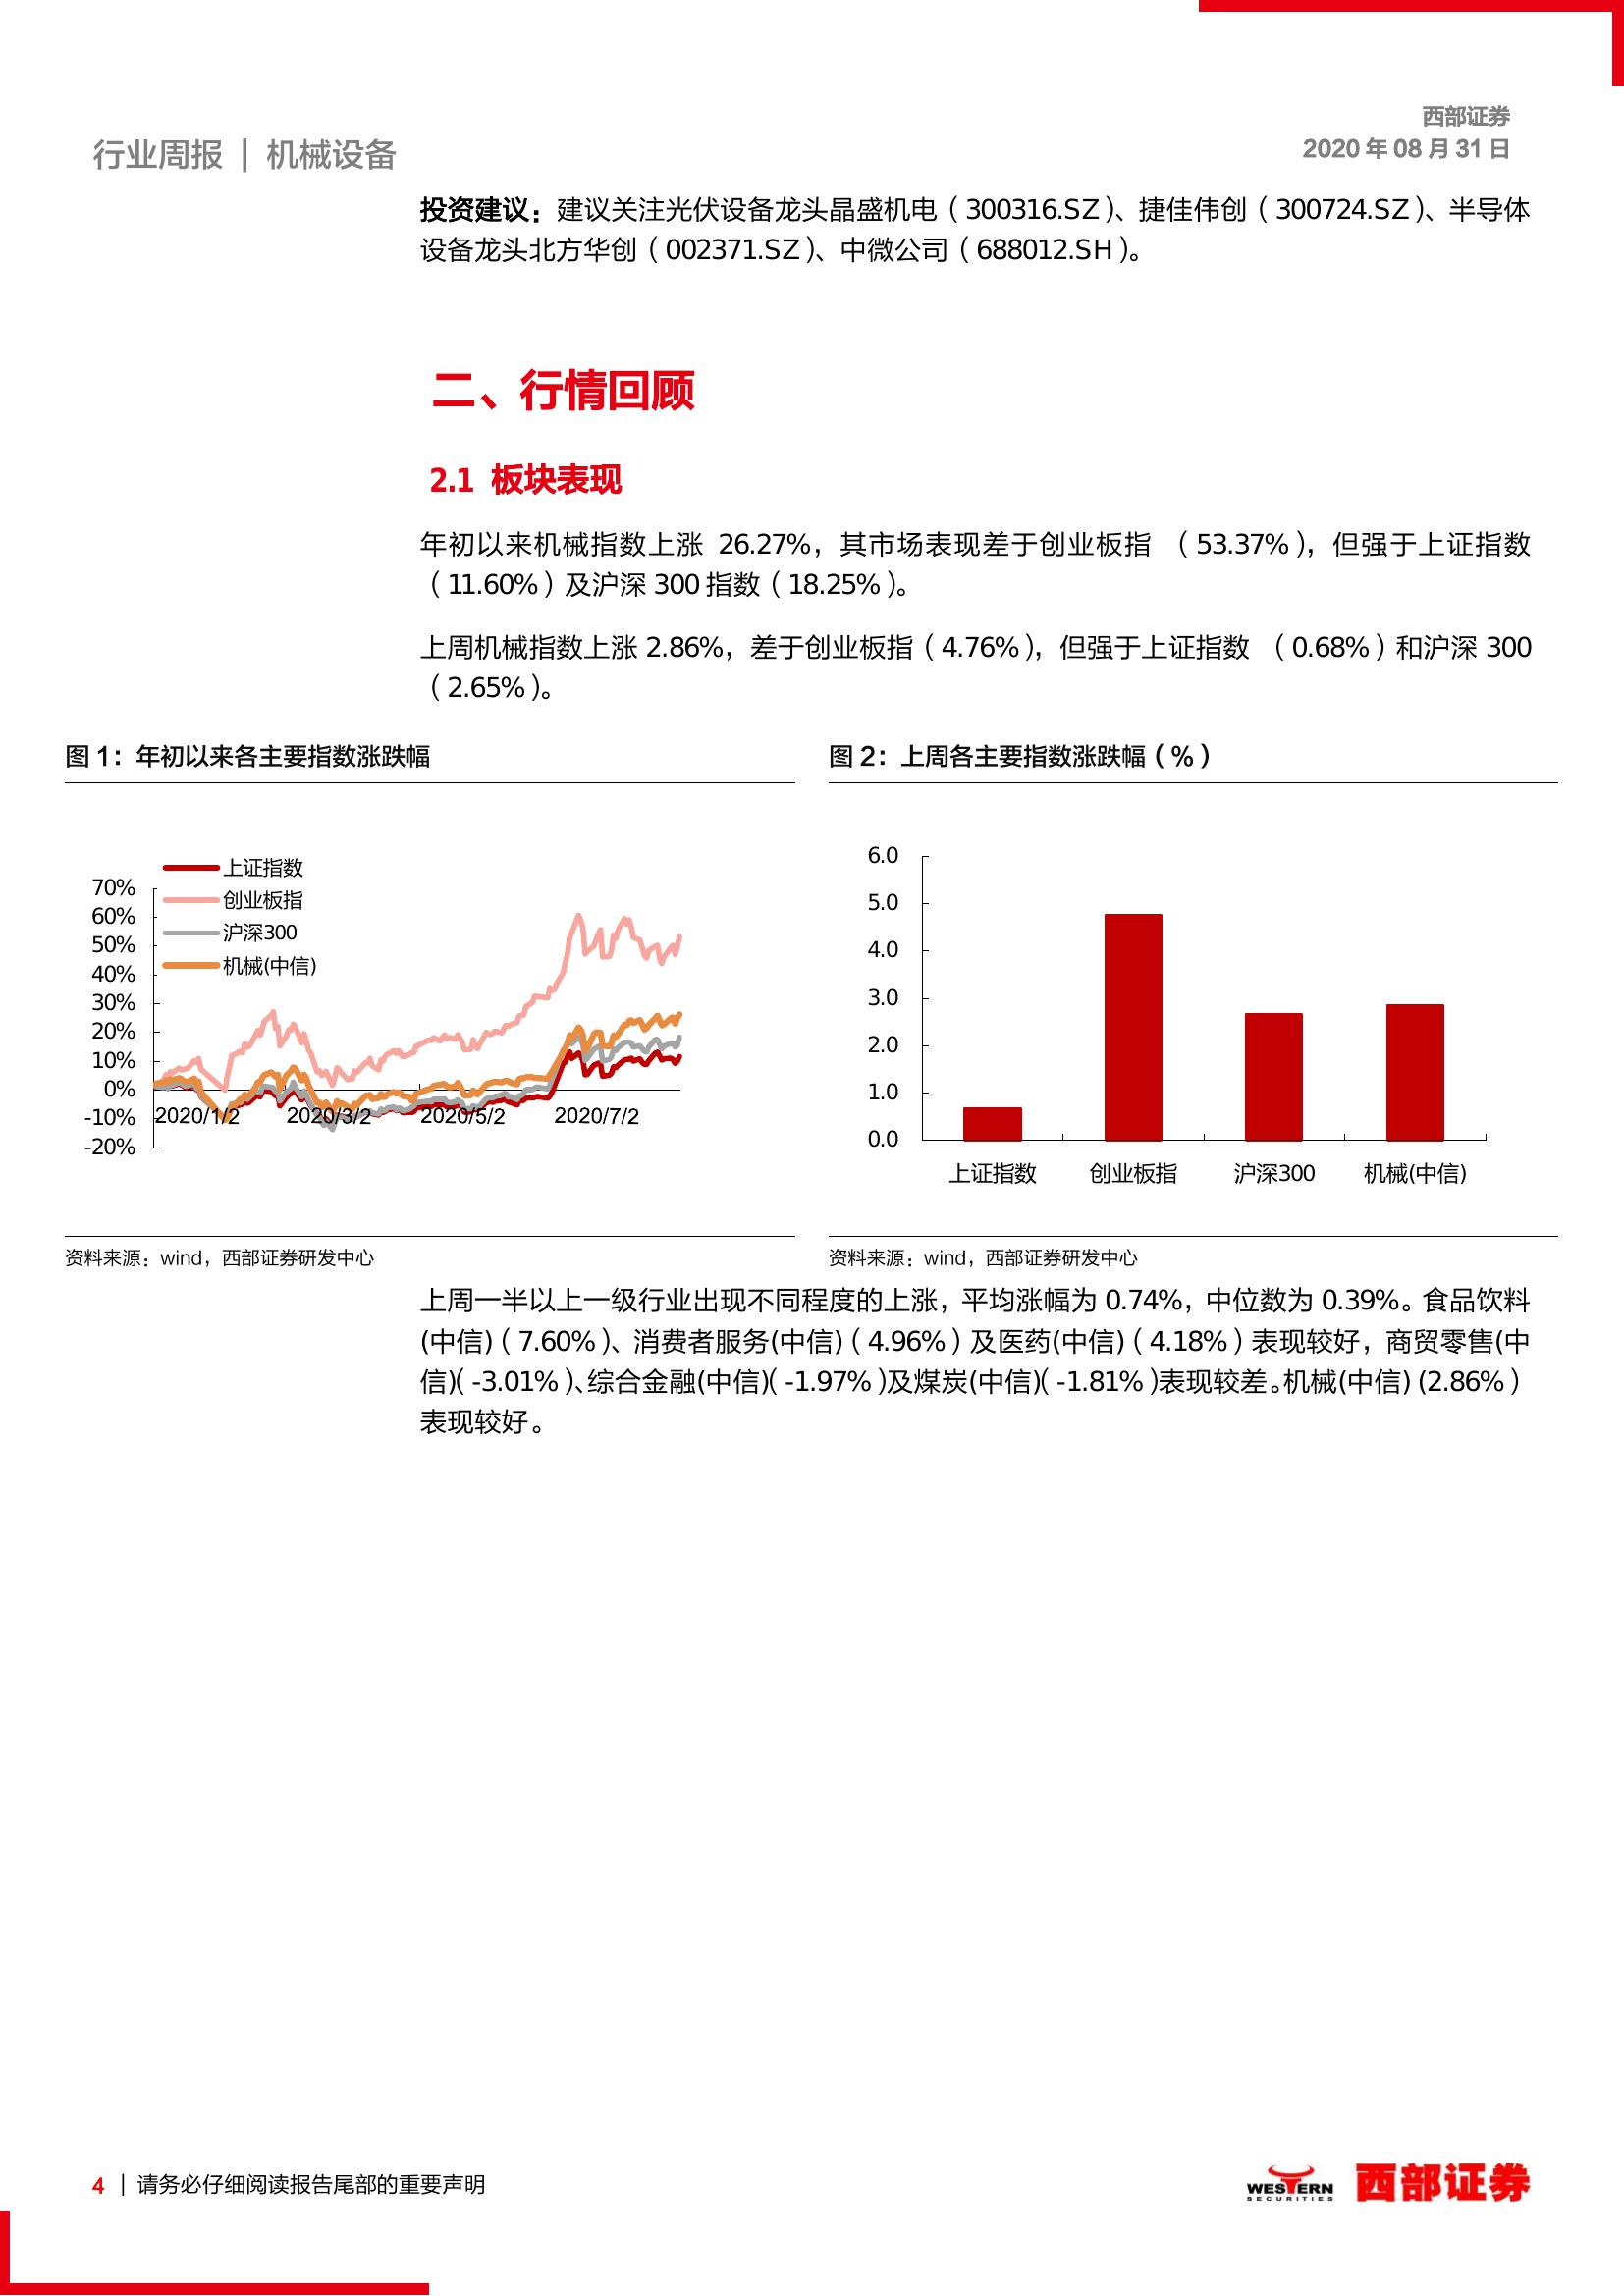 西部证券
2020 年 08 月 31 日
行业周报 | 机械设备
投资建议：建议关注光伏设备龙头晶盛机电（300316.SZ）、捷佳伟创（300724.SZ）、半导体
设备龙头北方华创（002371.SZ）、中微公司（688012.SH）。
二、行情回顾
2.1 板块表现
年初以来机械指数上涨 26.27%，其市场表现差于创业板指 （53.37%），但强于上证指数
（11.60%）及沪深 300 指数（18.25%）。
上周机械指数上涨 2.86%，差于创业板指（4.76%），但强于上证指数 （0.68%）和沪深 300
（2.65%）。
图 1：年初以来各主要指数涨跌幅
上证指数
创业板指
沪深300
机械(中信)
70%
60%
50%
40%
30%
20%
10%
0%
-10%
-20%
2020/1/2 2020/3/2 2020/5/2 2020/7/2
资料来源：wind，西部证券研发中心
图 2：上周各主要指数涨跌幅（%）
6.0
5.0
4.0
3.0
2.0
1.0
0.0
上证指数 创业板指 沪深300 机械(中信)
资料来源：wind，西部证券研发中心
上周一半以上一级行业出现不同程度的上涨，平均涨幅为 0.74%，中位数为 0.39%。食品饮料
(中信)（7.60%）、消费者服务(中信)（4.96%）及医药(中信)（4.18%）表现较好，商贸零售(中
信)（-3.01%）、综合金融(中信)（-1.97%）及煤炭(中信)（-1.81%）表现较差。机械(中信) (2.86%）
表现较好。
4 | 请务必仔细阅读报告尾部的重要声明
WESTERN
SECURITIES
西部证券